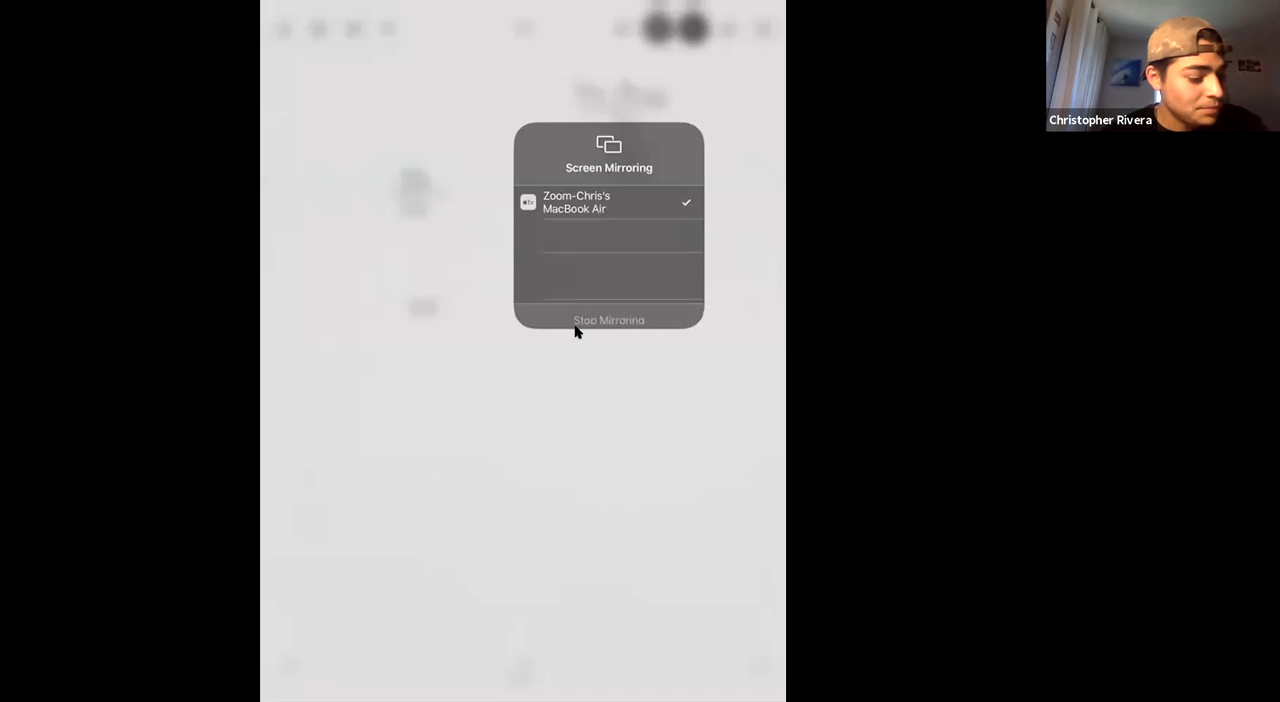 Screen Mirroring
Zoom-Chris's
MacBook Air
Stop Mirroring
Christopher Rivera